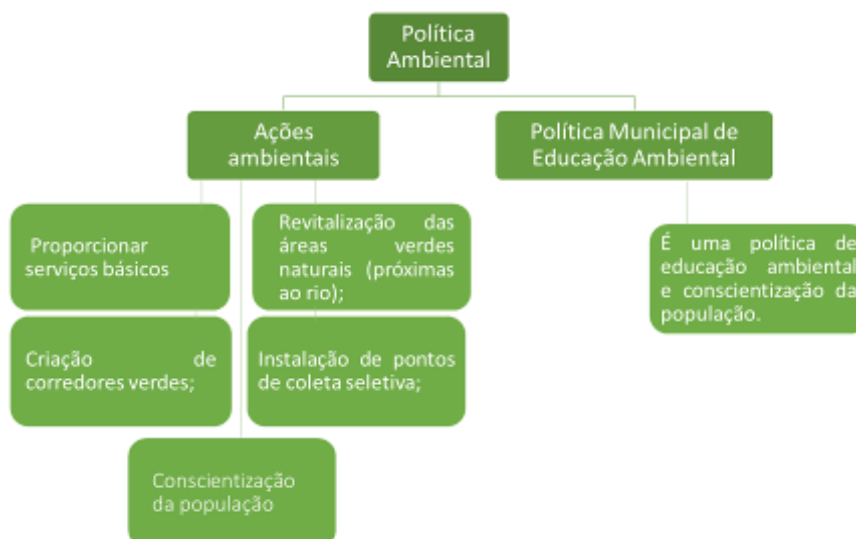 Política
Ambiental
Ações
ambientais
Política Municipal de
Educação Ambiental
Proporcionar
serviços básicos
Revitalização das
áreas verdes
naturais (próximas
ao rio);
É uma política de
educação ambiental
e conscientização da
população.
Criação de
corredores verdes;
Instalação de pontos
de coleta seletiva;
Conscientização
da população